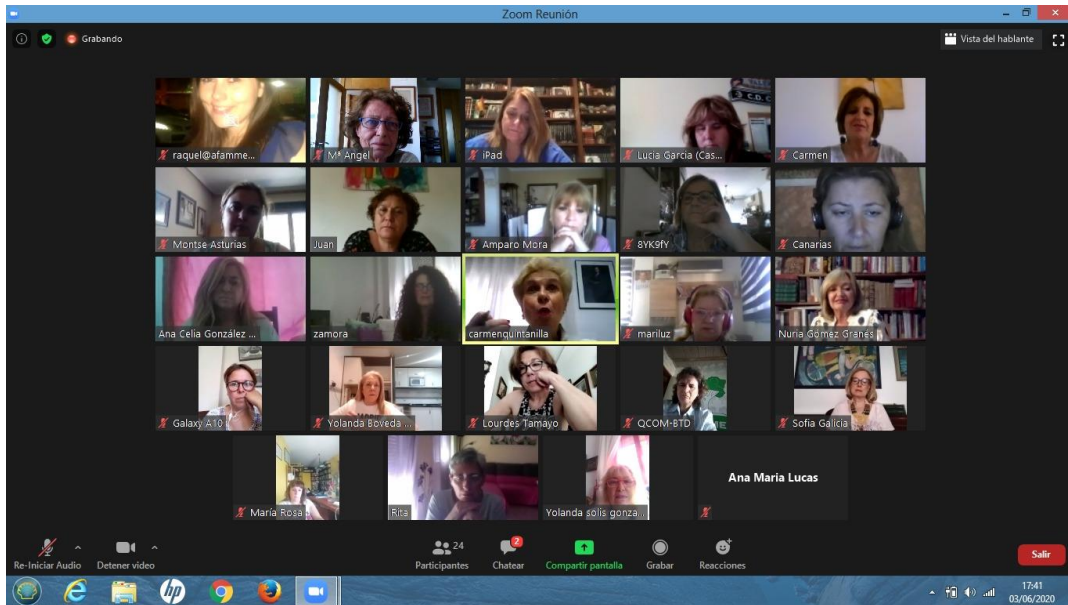 Zoom Reunión
Grabando
Vista del hablante
C.D.C.
raquel@afamme...
Mª Angel
iPad
Lucia Garcia (Cas...
Carmen
Montse Asturias
Juan
Amparo Mora
8YK9fY
Canarias
Ana Celia González ...
zamora
carmenquintanilla
mariluz
Nuria Gómez Granés
Galaxy A10
Yolanda Boveda ...
Lourdes Tamayo
QCOM-BTD
Sofia Galicia
María Rosa
Rita
Yolanda solis gonza...
Ana Maria Lucas
Re-Iniciar Audio
Detener video
24
Participantes
2
Chatear
Compartir pantalla
Grabar
Reacciones
Salir
hp
17:41
03/06/2020